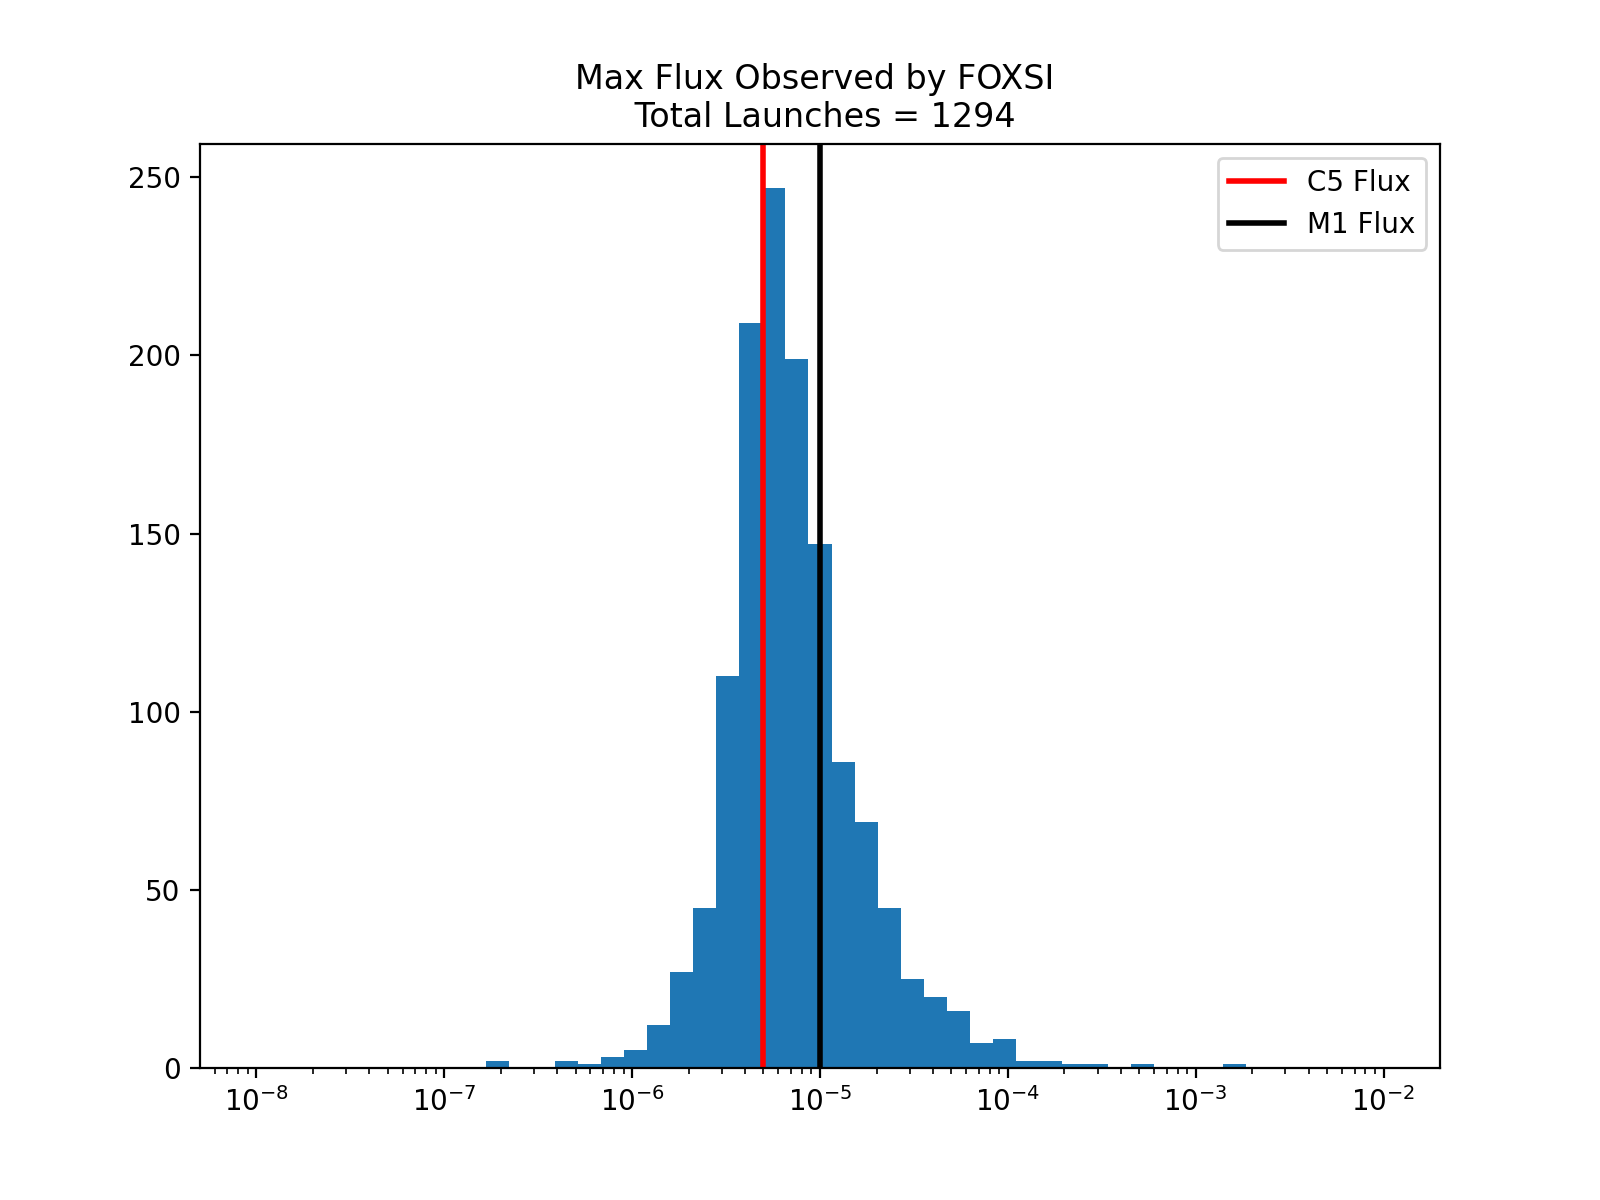 Max Flux Observed by FOXSI
Total Launches = 1294
C5 Flux
M1 Flux
250
200
150
100
50
0
10⁻⁸ 10⁻⁷ 10⁻⁶ 10⁻⁵ 10⁻⁴ 10⁻³ 10⁻²